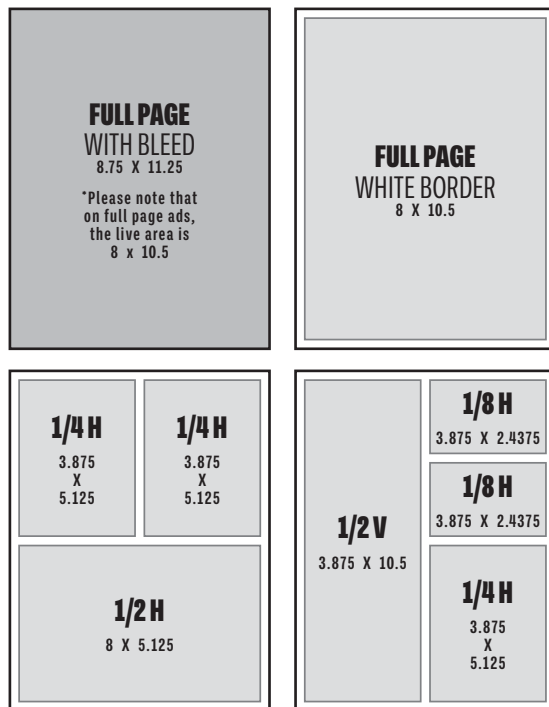 FULL PAGE
WITH BLEED
8.75 X 11.25
*Please note that
on full page ads,
the live area is
8 x 10.5
FULL PAGE
WHITE BORDER
8 X 10.5
1/4 H
3.875
X
5.125
1/4 H
3.875
X
5.125
1/2 H
8 X 5.125
1/2 V
3.875 X 10.5
1/8 H
3.875 X 2.4375
1/8 H
3.875 X 2.4375
1/4 H
3.875
X
5.125